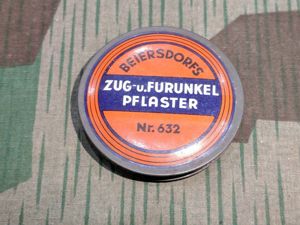 BEIERSDORFS
ZUG-u.FURUNKEL
PFLASTER
Nr. 632